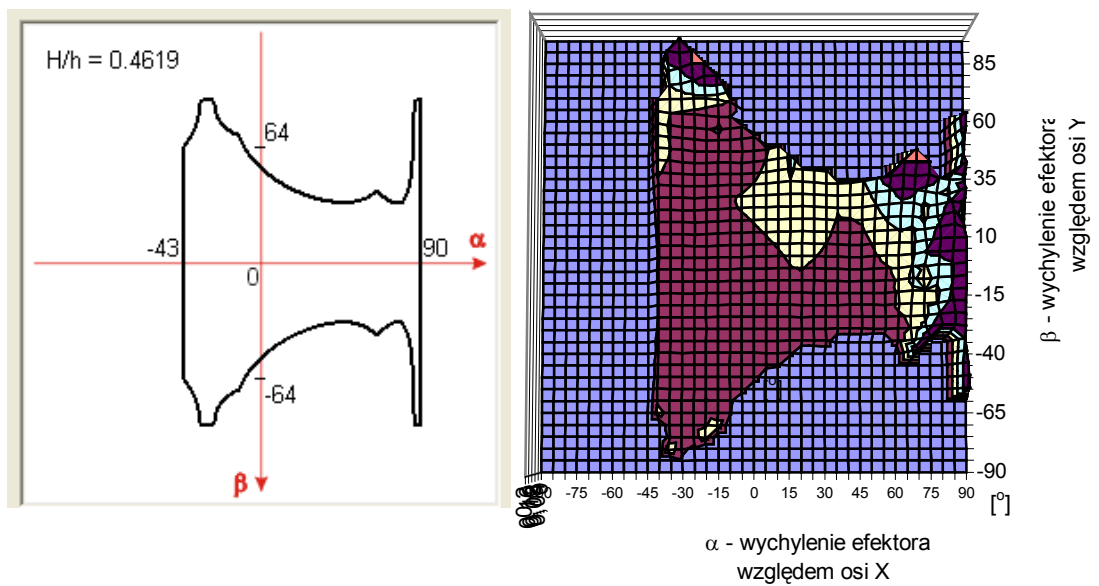 H/h = 0.4619
64
-43
90
α
0
-64
β
85
60
35
10
-15
-40
-65
-90
-75 -60 -45 -30 -15 0 15 30 45 60 75 90
[º]
α - wychylenie efektora
względem osi X
β - wychylenie efektora
względem osi Y